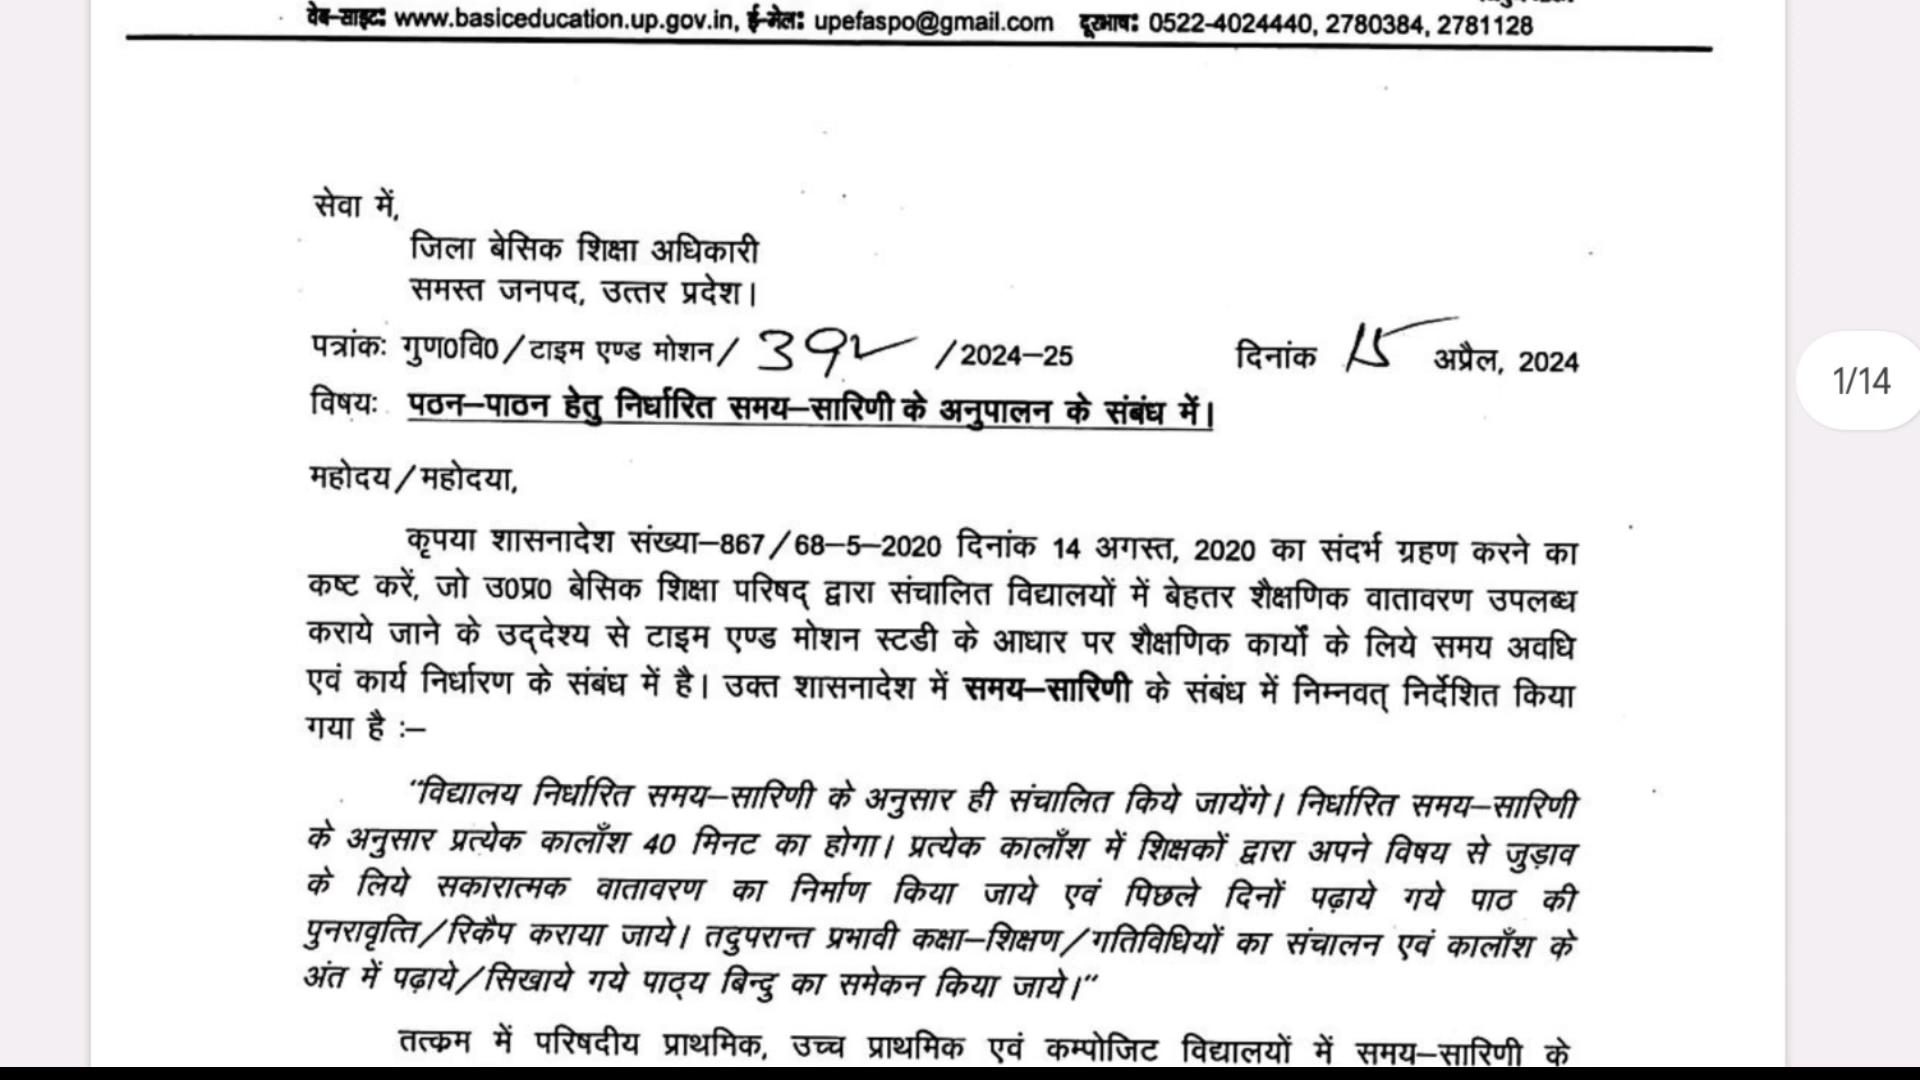 वेब-साइटः www.basiceducation.up.gov.in, ई-मेलः upefaspo@gmail.com दूरभाषः 0522-4024440, 2780384, 2781128
सेवा में,
जिला बेसिक शिक्षा अधिकारी
समस्त जनपद, उत्तर प्रदेश।
पत्रांकः गुण0वि0/टाइम एण्ड मोशन/ 392 /2024-25 दिनांक 15 अप्रैल, 2024
विषयः पठन-पाठन हेतु निर्धारित समय-सारिणी के अनुपालन के संबंध में।
महोदय/महोदया,
कृपया शासनादेश संख्या-867/68-5-2020 दिनांक 14 अगस्त, 2020 का संदर्भ ग्रहण करने का
कष्ट करें, जो उ0प्र0 बेसिक शिक्षा परिषद् द्वारा संचालित विद्यालयों में बेहतर शैक्षणिक वातावरण उपलब्ध
कराये जाने के उद्देश्य से टाइम एण्ड मोशन स्टडी के आधार पर शैक्षणिक कार्यों के लिये समय अवधि
एवं कार्य निर्धारण के संबंध में है। उक्त शासनादेश में समय-सारिणी के संबंध में निम्नवत् निर्देशित किया
गया है :-
"विद्यालय निर्धारित समय-सारिणी के अनुसार ही संचालित किये जायेंगे। निर्धारित समय-सारिणी
के अनुसार प्रत्येक कालाँश 40 मिनट का होगा। प्रत्येक कालाँश में शिक्षकों द्वारा अपने विषय से जुड़ाव
के लिये सकारात्मक वातावरण का निर्माण किया जाये एवं पिछले दिनों पढ़ाये गये पाठ की
पुनरावृत्ति/रिकैप कराया जाये। तदुपरान्त प्रभावी कक्षा-शिक्षण/गतिविधियों का संचालन एवं कालाँश के
अंत में पढ़ाये/सिखाये गये पाठ्य बिन्दु का समेकन किया जाये।"
तत्क्रम में परिषदीय प्राथमिक, उच्च प्राथमिक एवं कम्पोजिट विद्यालयों में समय-सारिणी के
1/14